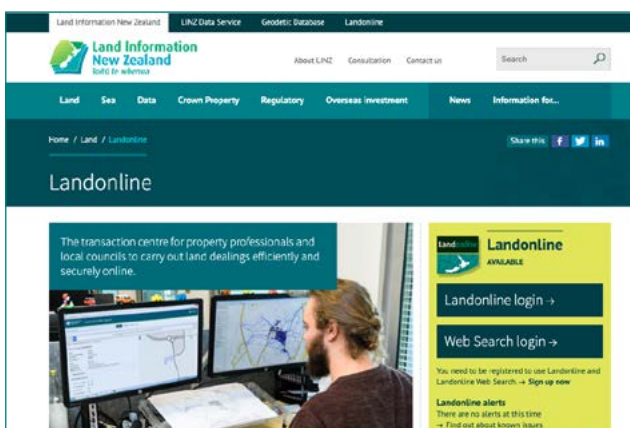 Land Information New Zealand LINZ Data Service Geodetic Database Landonline
Land Information
New Zealand
Toitū te whenua
About LINZ Consultation Contact us Search
Land Sea Data Crown Property Regulatory Overseas investment News Information for...
Home / Land / Landonline
Share this
Landonline
The transaction centre for property professionals and
local councils to carry out land dealings efficiently and
securely online.
Landonline
Landonline
AVAILABLE
Landonline login →
Web Search login →
You need to be registered to use Landonline and
Landonline Web Search. → Sign up now
Landonline alerts
There are no alerts at this time
→ Find out about known issues